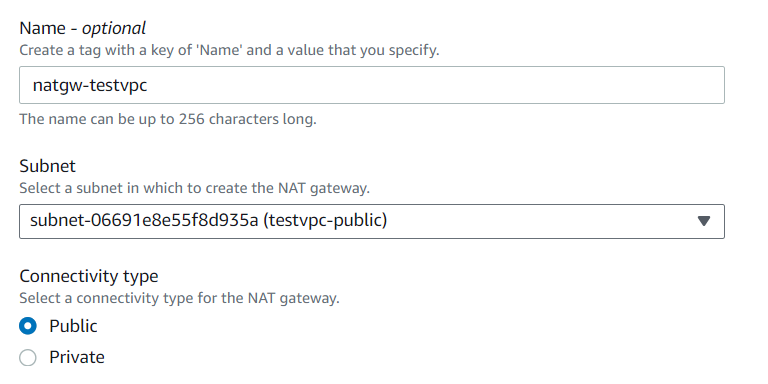 Name - optional
Create a tag with a key of 'Name' and a value that you specify.
natgw-testvpc
The name can be up to 256 characters long.
Subnet
Select a subnet in which to create the NAT gateway.
subnet-06691e8e55f8d935a (testvpc-public)
Connectivity type
Select a connectivity type for the NAT gateway.
Public
Private